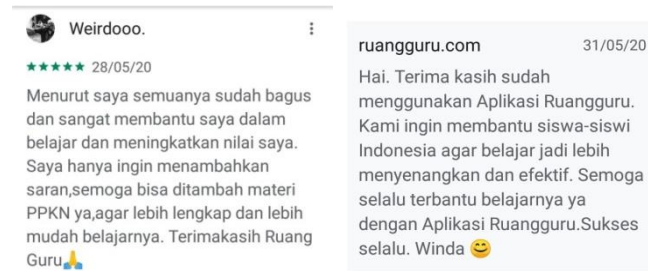 Weirdooo.
28/05/20
Menurut saya semuanya sudah bagus
dan sangat membantu saya dalam
belajar dan meningkatkan nilai saya.
Saya hanya ingin menambahkan
saran,semoga bisa ditambah materi
PPKN ya,agar lebih lengkap dan lebih
mudah belajarnya. Terimakasih Ruang
Guru🙏
ruangguru.com 31/05/20
Hai. Terima kasih sudah
menggunakan Aplikasi Ruangguru.
Kami ingin membantu siswa-siswi
Indonesia agar belajar jadi lebih
menyenangkan dan efektif. Semoga
selalu terbantu belajarnya ya
dengan Aplikasi Ruangguru.Sukses
selalu. Winda 😊